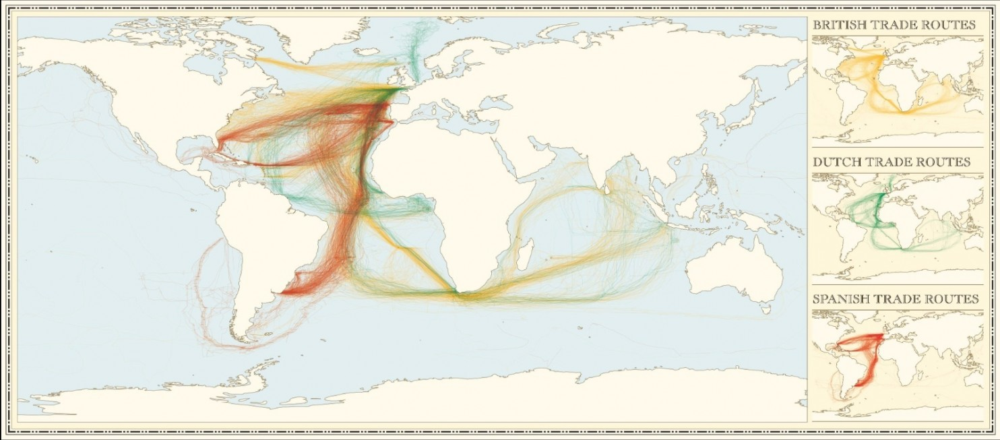 BRITISH TRADE ROUTES
DUTCH TRADE ROUTES
SPANISH TRADE ROUTES